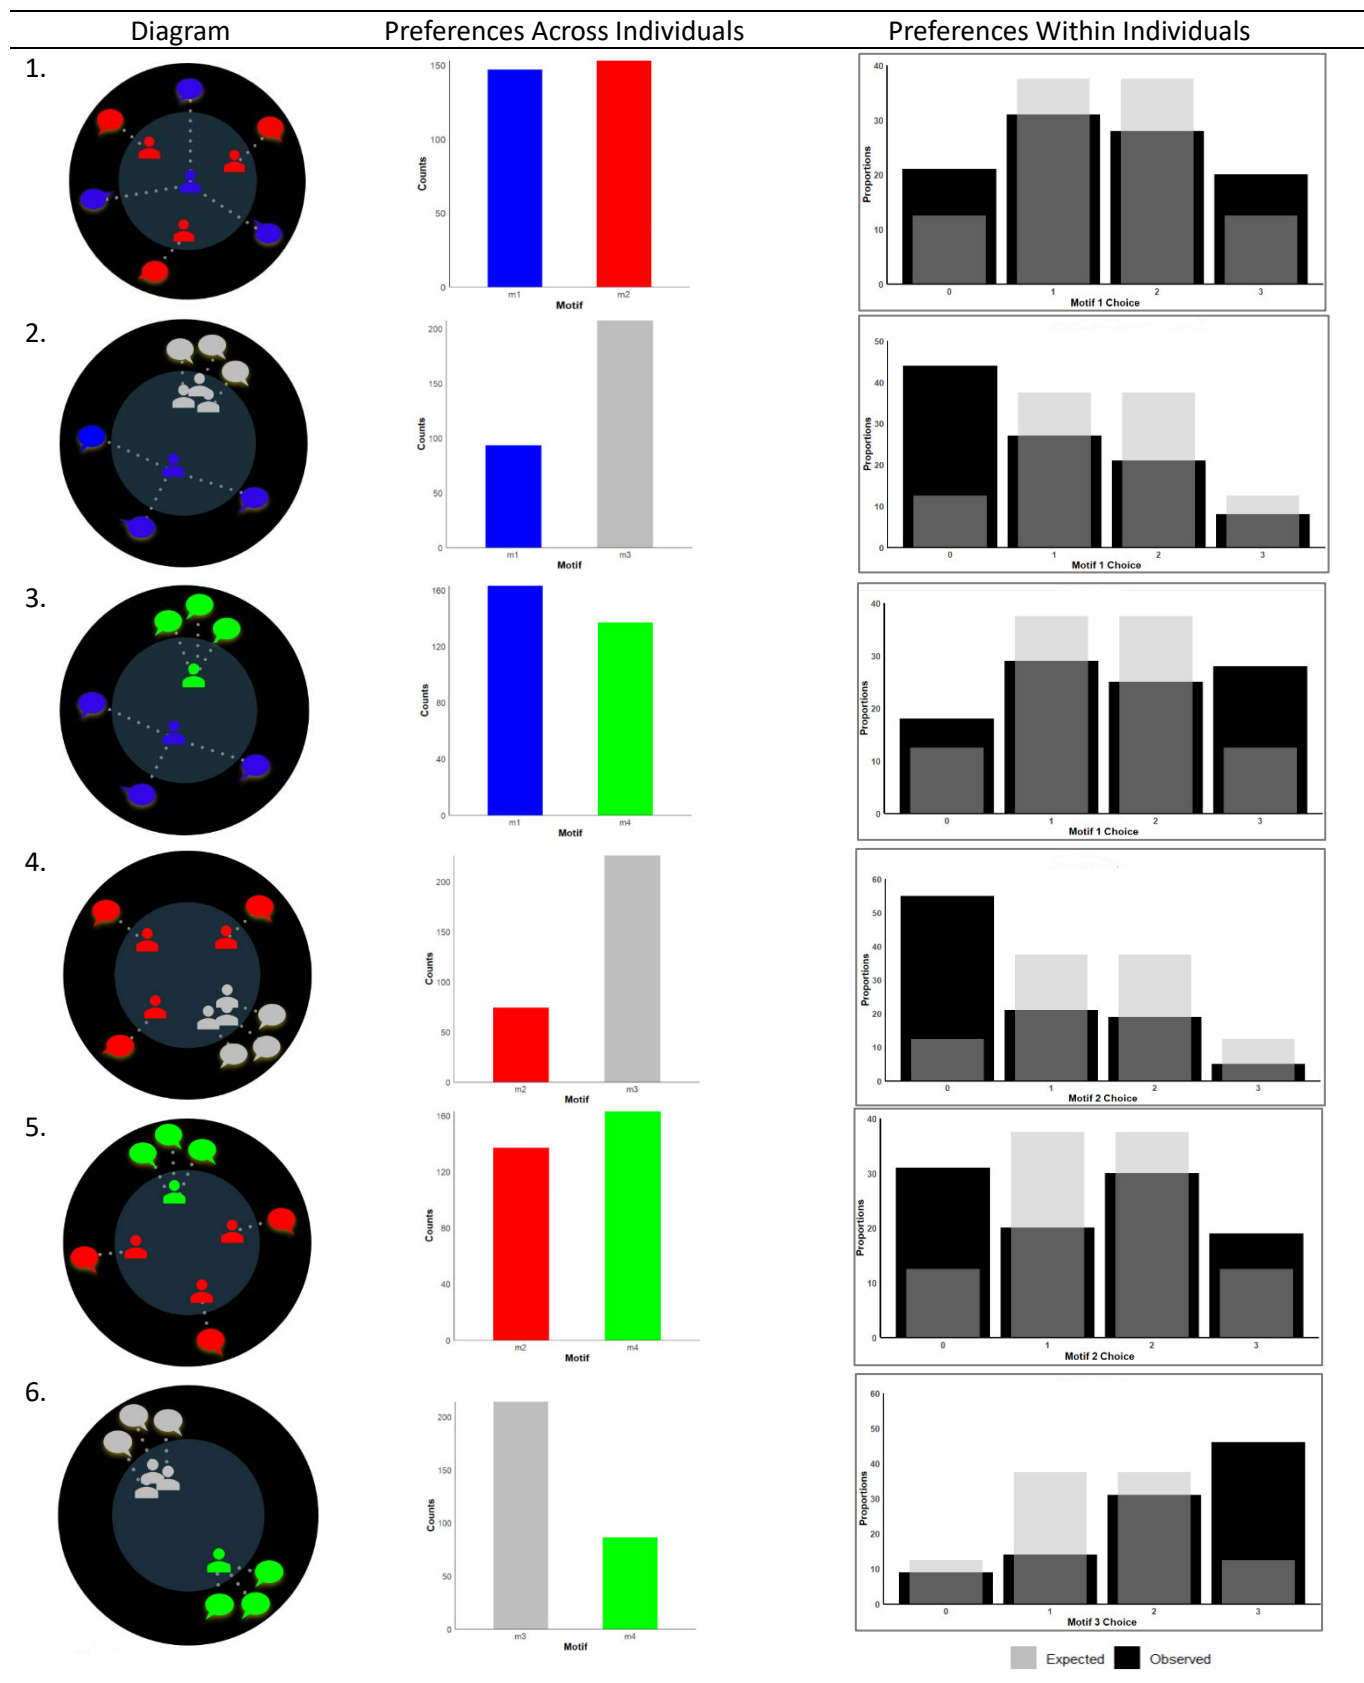 Diagram Preferences Across Individuals Preferences Within Individuals
1.
150
100
50
0
Counts
m1 m2
Motif
40
30
20
10
0
Proportions
0 1 2 3
Motif 1 Choice
2.
200
150
100
50
0
Counts
m1 m3
Motif
50
40
30
20
10
0
Proportions
0 1 2 3
Motif 1 Choice
3.
160
120
80
40
0
Counts
m1 m4
Motif
40
30
20
10
0
Proportions
0 1 2 3
Motif 1 Choice
4.
200
150
100
50
0
Counts
m2 m3
Motif
60
50
40
30
20
10
0
Proportions
0 1 2 3
Motif 2 Choice
5.
160
120
80
40
0
Counts
m2 m4
Motif
40
30
20
10
0
Proportions
0 1 2 3
Motif 2 Choice
6.
200
150
100
50
0
Counts
m3 m4
Motif
60
50
40
30
20
10
0
Proportions
0 1 2 3
Motif 3 Choice
Expected Observed